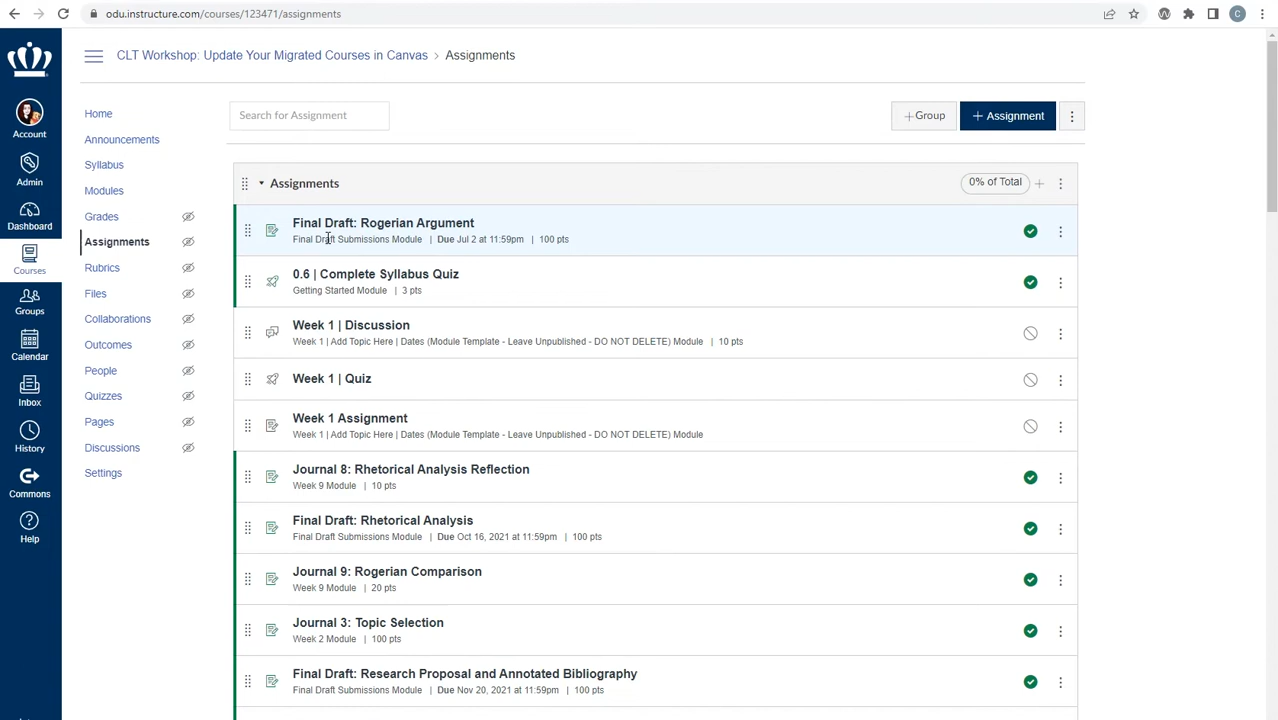 odu.instructure.com/courses/123471/assignments
C
CLT Workshop: Update Your Migrated Courses in Canvas > Assignments
Account
Admin
Dashboard
Courses
Groups
Calendar
Inbox
History
Commons
Help
Home
Announcements
Syllabus
Modules
Grades
Assignments
Rubrics
Files
Collaborations
Outcomes
People
Quizzes
Pages
Discussions
Settings
Search for Assignment
+ Group
+ Assignment
Assignments
0% of Total +
Final Draft: Rogerian Argument
Final Draft Submissions Module | Due Jul 2 at 11:59pm | 100 pts
0.6 | Complete Syllabus Quiz
Getting Started Module | 3 pts
Week 1 | Discussion
Week 1 | Add Topic Here | Dates (Module Template - Leave Unpublished - DO NOT DELETE) Module | 10 pts
Week 1 | Quiz
Week 1 Assignment
Week 1 | Add Topic Here | Dates (Module Template - Leave Unpublished - DO NOT DELETE) Module
Journal 8: Rhetorical Analysis Reflection
Week 9 Module | 10 pts
Final Draft: Rhetorical Analysis
Final Draft Submissions Module | Due Oct 16, 2021 at 11:59pm | 100 pts
Journal 9: Rogerian Comparison
Week 9 Module | 20 pts
Journal 3: Topic Selection
Week 2 Module | 100 pts
Final Draft: Research Proposal and Annotated Bibliography
Final Draft Submissions Module | Due Nov 20, 2021 at 11:59pm | 100 pts